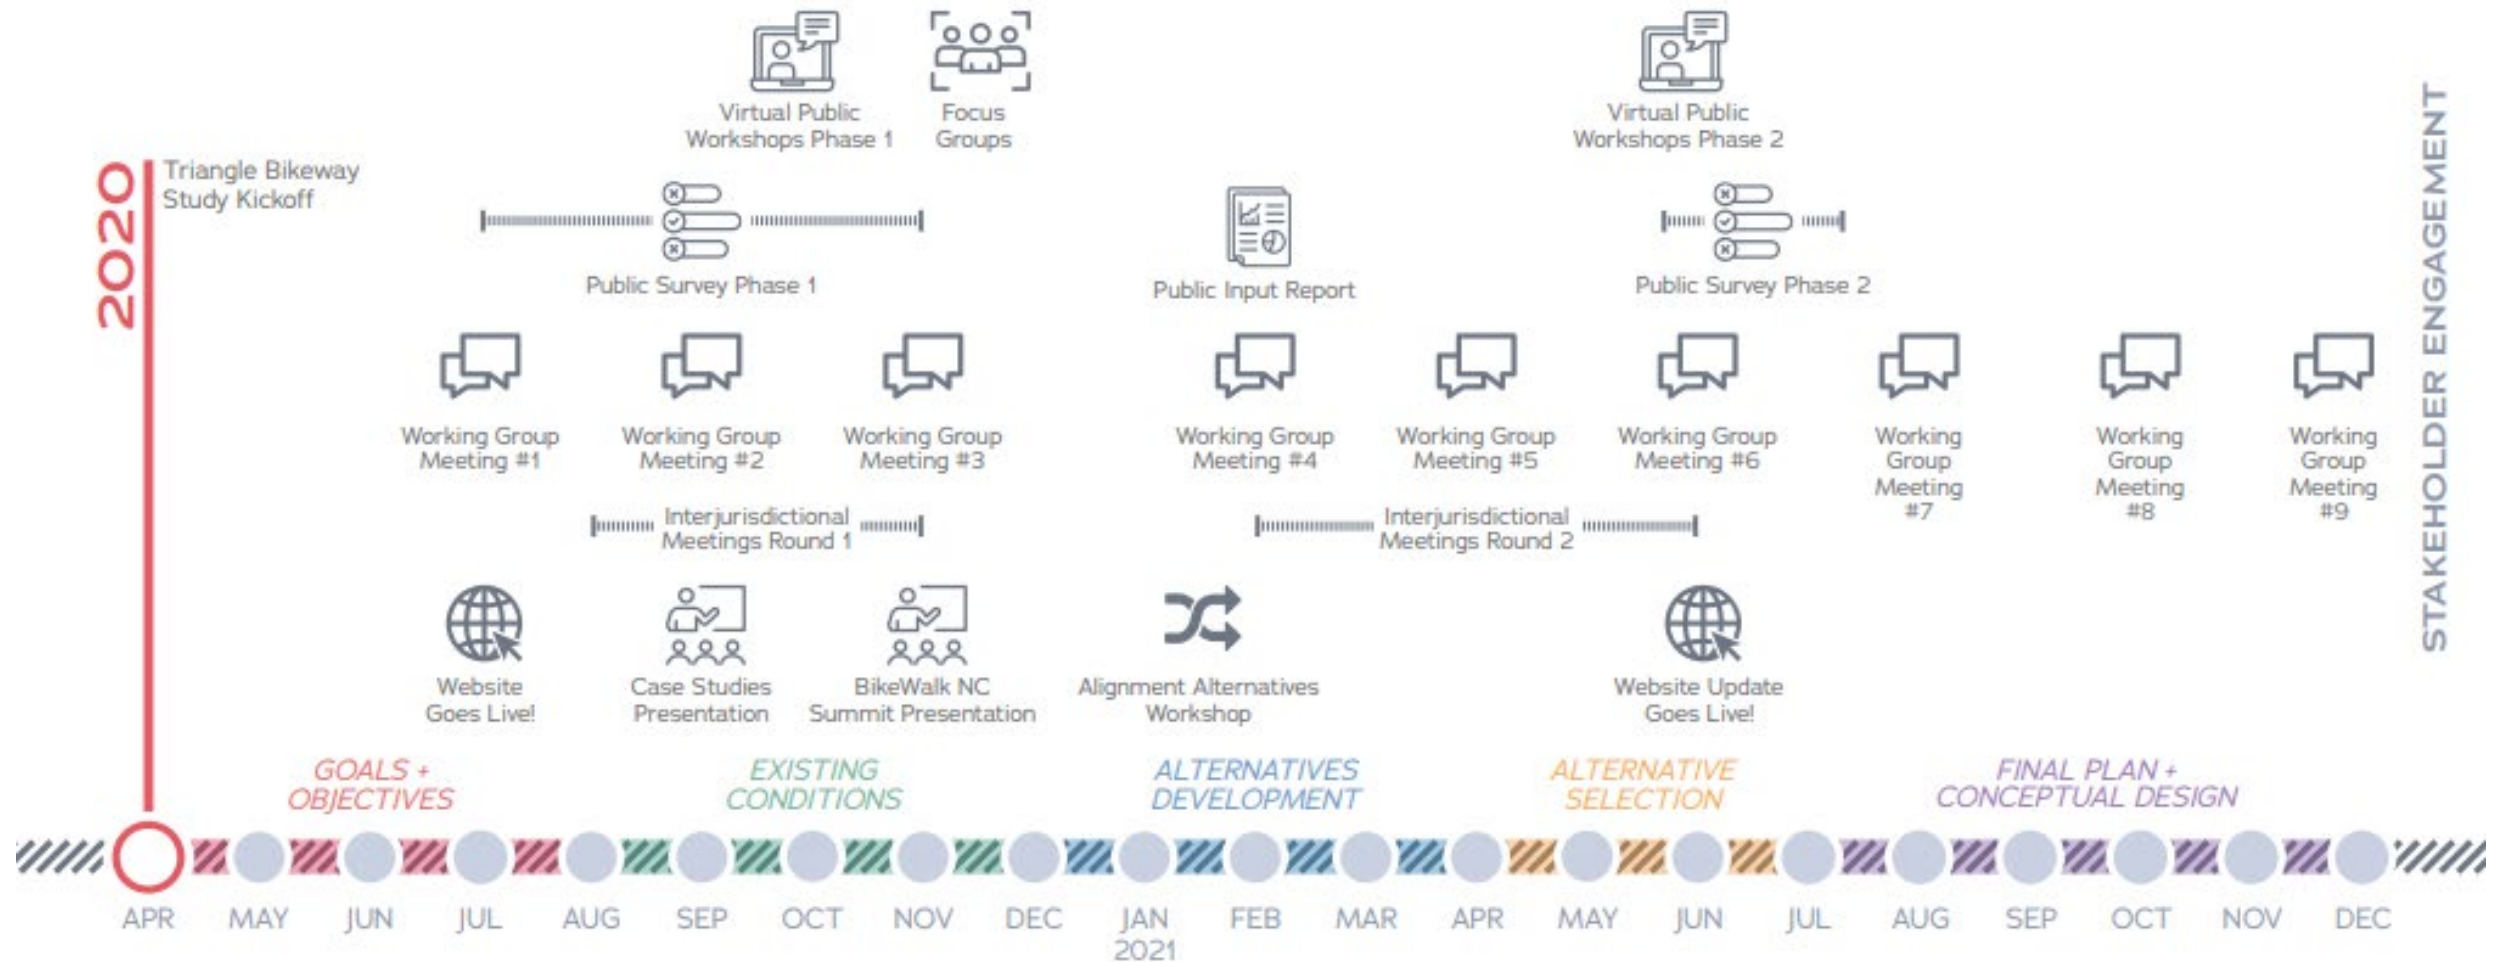 Virtual Public
Workshops Phase 1
Focus
Groups
Virtual Public
Workshops Phase 2
2020
Triangle Bikeway
Study Kickoff
Public Survey Phase 1
Public Input Report
Public Survey Phase 2
STAKEHOLDER ENGAGEMENT
Working Group
Meeting #1
Working Group
Meeting #2
Working Group
Meeting #3
Working Group
Meeting #4
Working Group
Meeting #5
Working Group
Meeting #6
Working
Group
Meeting
#7
Working
Group
Meeting
#8
Working
Group
Meeting
#9
Interjurisdictional
Meetings Round 1
Interjurisdictional
Meetings Round 2
Website
Goes Live!
Case Studies
Presentation
BikeWalk NC
Summit Presentation
Alignment Alternatives
Workshop
Website Update
Goes Live!
GOALS +
OBJECTIVES
EXISTING
CONDITIONS
ALTERNATIVES
DEVELOPMENT
ALTERNATIVE
SELECTION
FINAL PLAN +
CONCEPTUAL DESIGN
APR
MAY
JUN
JUL
AUG
SEP
OCT
NOV
DEC
JAN
2021
FEB
MAR
APR
MAY
JUN
JUL
AUG
SEP
OCT
NOV
DEC